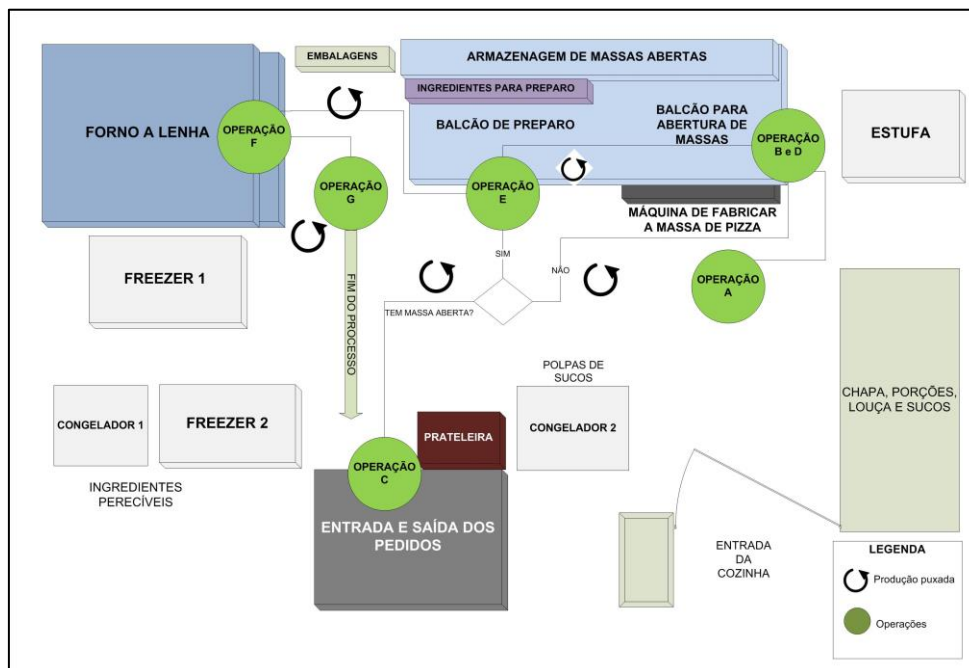 EMBALAGENS
ARMAZENAGEM DE MASSAS ABERTAS
INGREDIENTES PARA PREPARO
FORNO A LENHA
OPERAÇÃO
F
BALCÃO DE PREPARO
BALCÃO PARA
ABERTURA DE
MASSAS
OPERAÇÃO
B e D
ESTUFA
OPERAÇÃO
G
OPERAÇÃO
E
MÁQUINA DE FABRICAR
A MASSA DE PIZZA
FREEZER 1
SIM
NÃO
OPERAÇÃO
A
TEM MASSA ABERTA?
FIM DO PROCESSO
POLPAS DE
SUCOS
CHAPA, PORÇÕES,
LOUÇA E SUCOS
CONGELADOR 1
FREEZER 2
PRATELEIRA
CONGELADOR 2
OPERAÇÃO
C
INGREDIENTES
PERECÍVEIS
ENTRADA E SAÍDA DOS
PEDIDOS
ENTRADA
DA
COZINHA
LEGENDA
Produção puxada
Operações